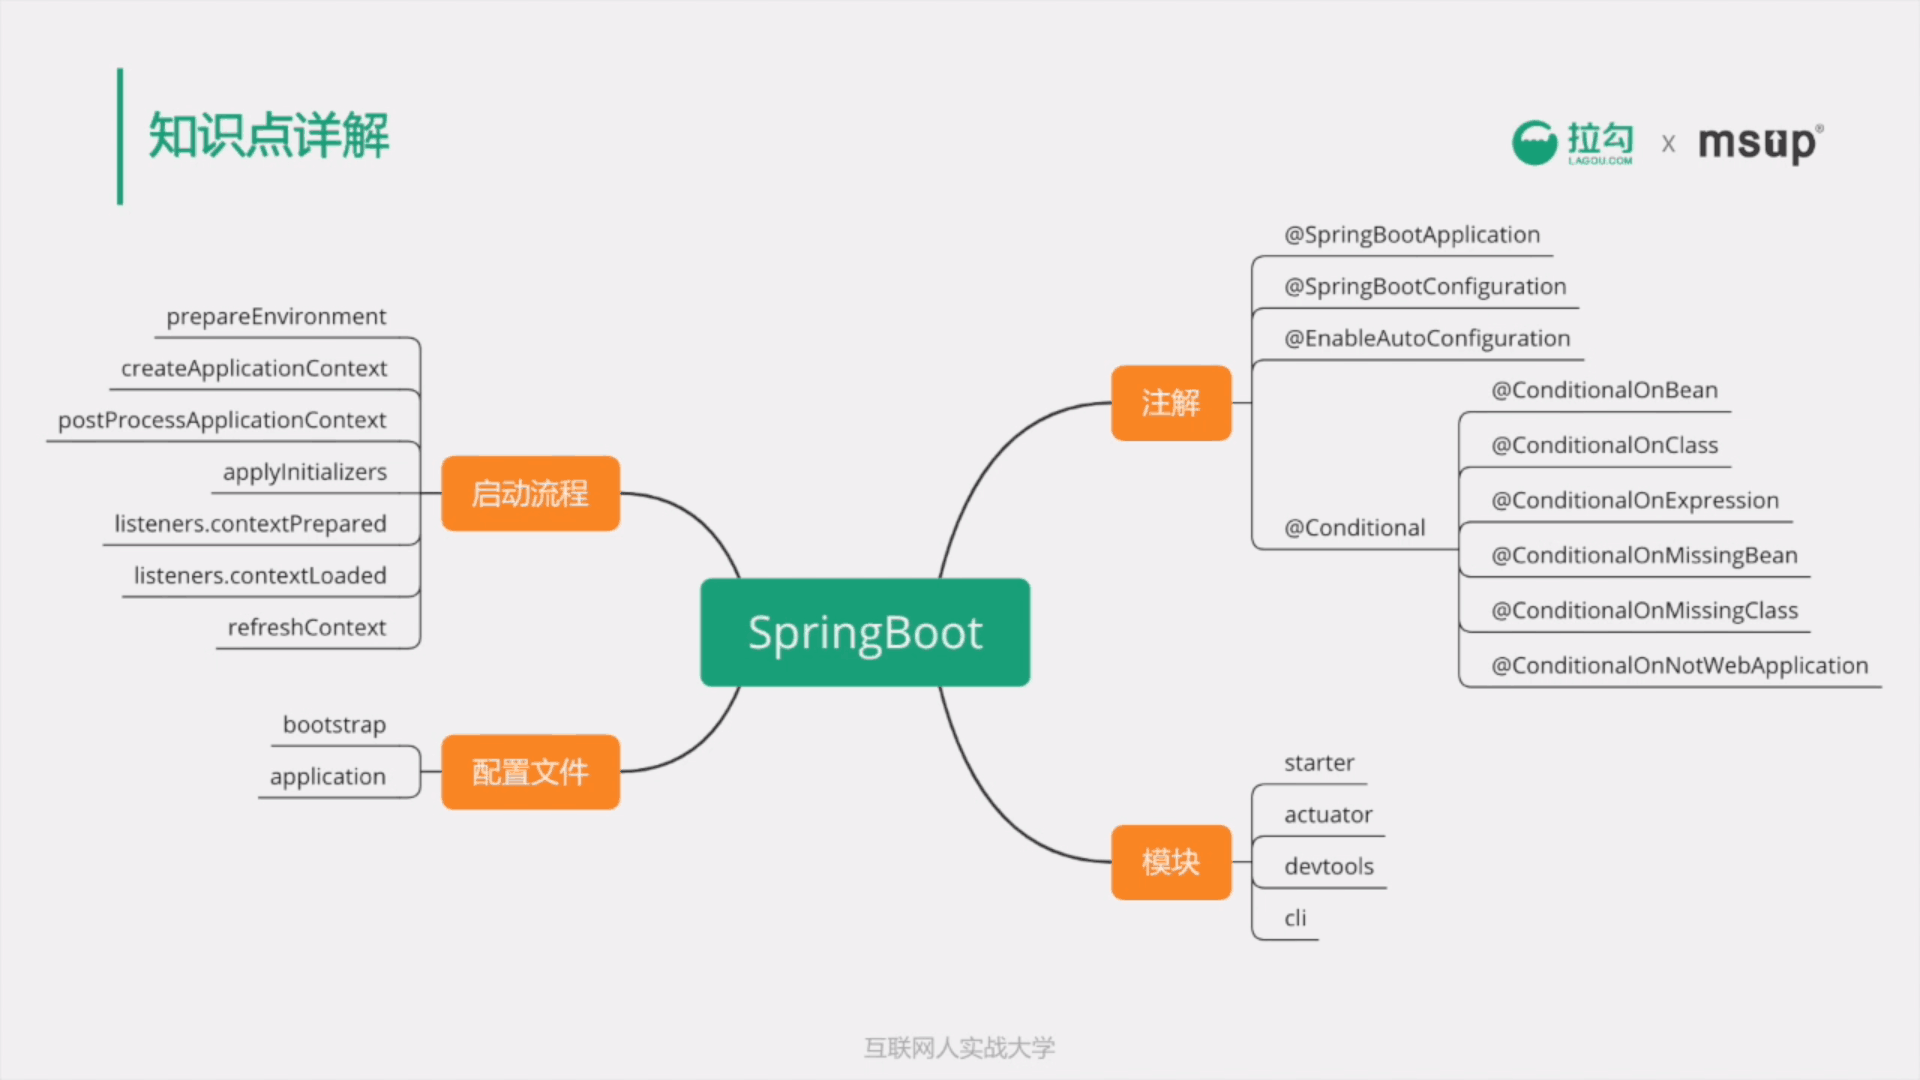 知识点详解
拉勾
LAGOU.COM
x
msup®
prepareEnvironment
createApplicationContext
postProcessApplicationContext
applyInitializers
listeners.contextPrepared
listeners.contextLoaded
refreshContext
启动流程
bootstrap
application
配置文件
SpringBoot
注解
@SpringBootApplication
@SpringBootConfiguration
@EnableAutoConfiguration
@Conditional
@ConditionalOnBean
@ConditionalOnClass
@ConditionalOnExpression
@ConditionalOnMissingBean
@ConditionalOnMissingClass
@ConditionalOnNotWebApplication
模块
starter
actuator
devtools
cli
互联网人实战大学